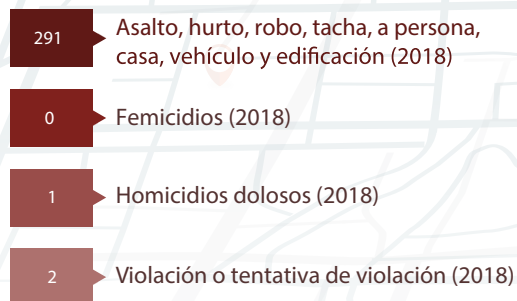 291
Asalto, hurto, robo, tacha, a persona,
casa, vehículo y edificación (2018)
0
Femicidios (2018)
1
Homicidios dolosos (2018)
2
Violación o tentativa de violación (2018)